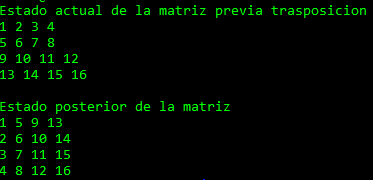 Estado actual de la matriz previa trasposicion
1 2 3 4
5 6 7 8
9 10 11 12
13 14 15 16
Estado posterior de la matriz
1 5 9 13
2 6 10 14
3 7 11 15
4 8 12 16